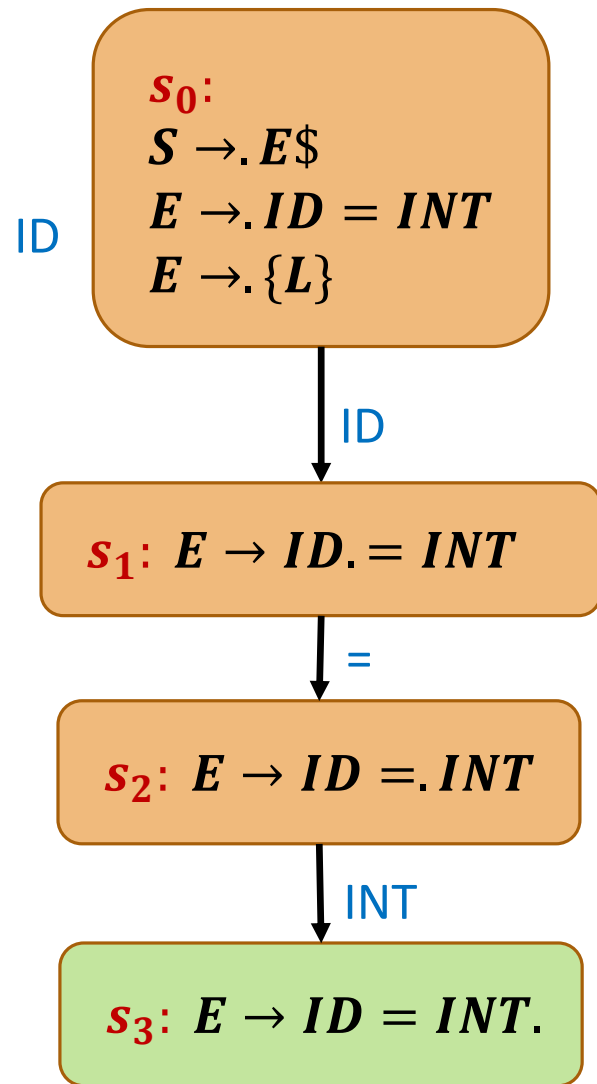 s₀:
S →. E$
E →. ID = INT
ID
E →. {L}
ID
s₁: E → ID. = INT
=
s₂: E → ID =. INT
INT
s₃: E → ID = INT.